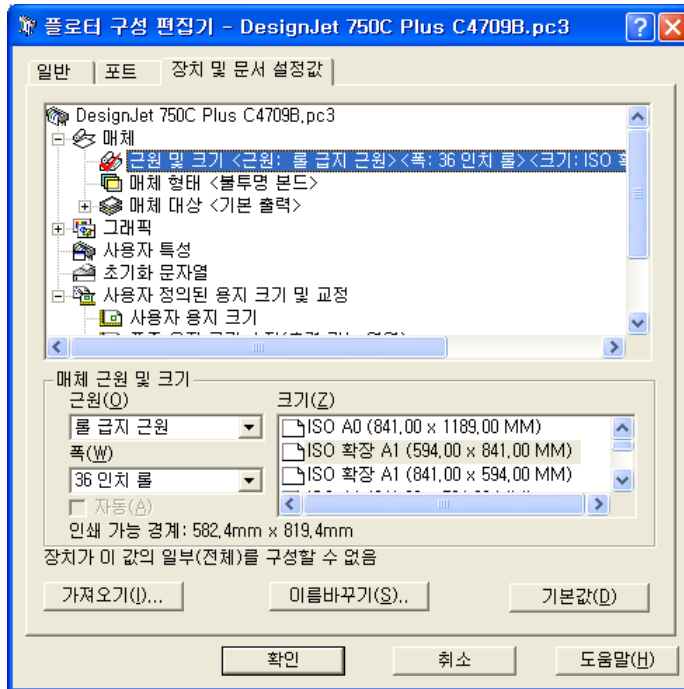 플로터 구성 편집기 - DesignJet 750C Plus C4709B.pc3
일반 포트 장치 및 문서 설정값
DesignJet 750C Plus C4709B.pc3
매체
근원 및 크기 <근원: 롤 급지 근원><폭: 36 인치 롤><크기: ISO
매체 형태 <불투명 본드>
매체 대상 <기본 출력>
그래픽
사용자 특성
초기화 문자열
사용자 정의된 용지 크기 및 교정
사용자 용지 크기
매체 근원 및 크기
근원(O) 크기(Z)
롤 급지 근원 ISO A0 (841.00 x 1189.00 MM)
폭(W) ISO 확장 A1 (594.00 x 841.00 MM)
36 인치 롤 ISO 확장 A1 (841.00 x 594.00 MM)
자동(A)
인쇄 가능 경계: 582.4mm x 819.4mm
장치가 이 값의 일부(전체)를 구성할 수 없음
가져오기(I)... 이름바꾸기(S).. 기본값(D)
확인 취소 도움말(H)